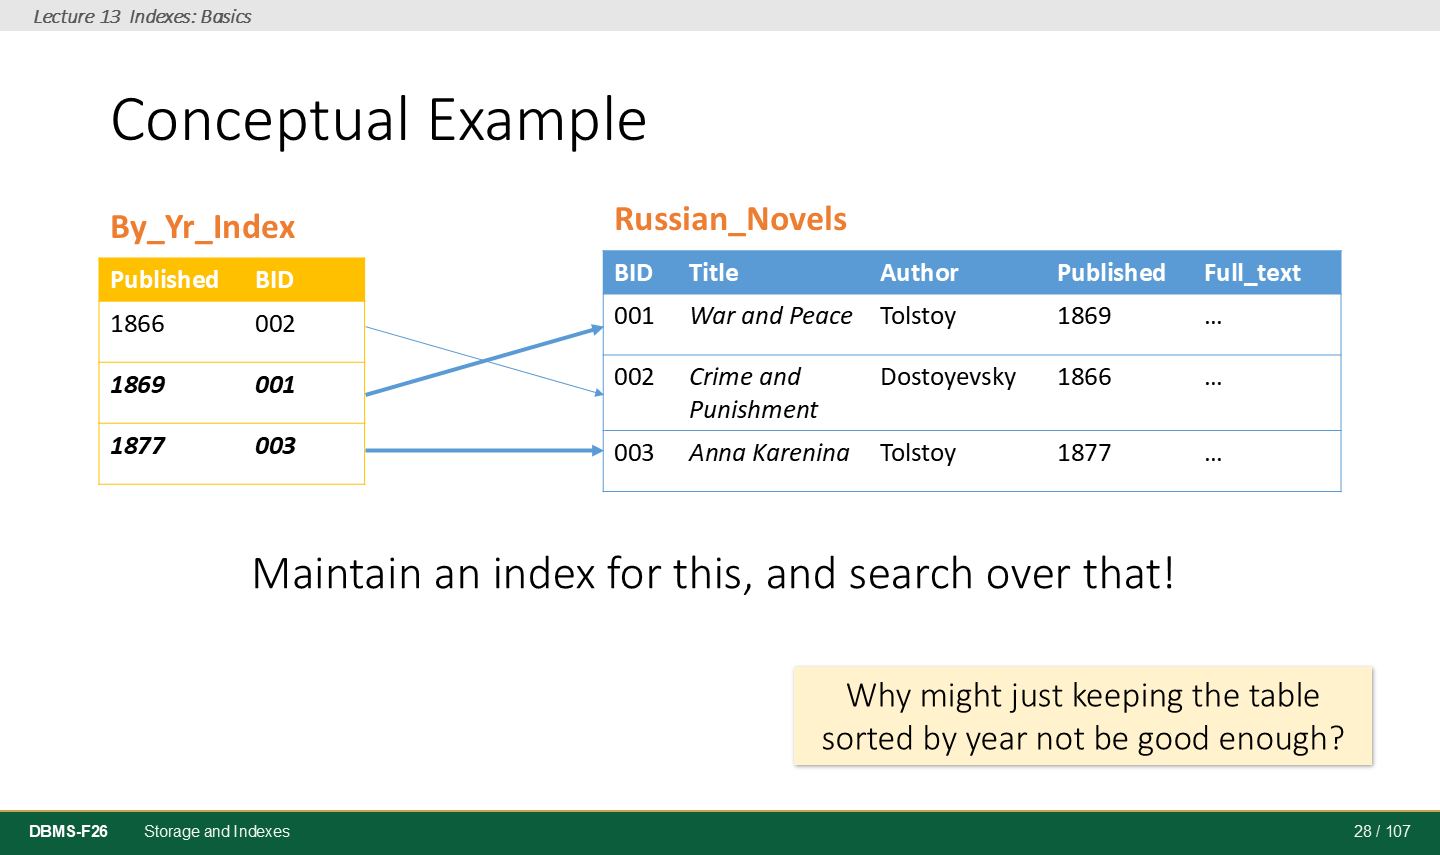 Lecture 13 Indexes: Basics
Conceptual Example
By_Yr_Index
Published BID
1866 002
1869 001
1877 003
Russian_Novels
BID Title Author Published Full_text
001 War and Peace Tolstoy 1869 ...
002 Crime and Dostoyevsky 1866 ...
Punishment
003 Anna Karenina Tolstoy 1877 ...
Maintain an index for this, and search over that!
Why might just keeping the table
sorted by year not be good enough?
DBMS-F26 Storage and Indexes 28 / 107